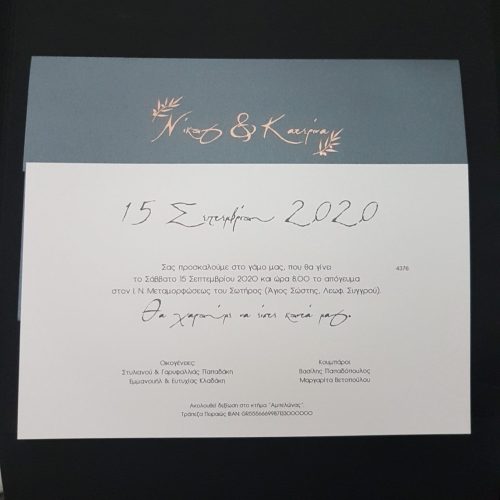 Νίκος & Κατερίνα
15 Σεπτεμβρίου 2020
Σας προσκαλούμε στο γάμο μας, που θα γίνει
το Σάββατο 15 Σεπτεμβρίου 2020 και ώρα 8.00 το απόγευμα
στον Ι. Ν. Μεταμορφώσεως του Σωτήρος (Άγιος Σώστης, Λεωφ. Συγγρού).
4376
Θα χαρούμε να είστε κοντά μας.
Οικογένειες
Στυλιανού & Γαρυφαλλιάς Παπαδάκη
Εμμανουήλ & Ευτυχίας Κλαδάκη
Κουμπάροι
Βασίλης Παπαδόπουλος
Μαργαρίτα Βετοπούλου
Ακολουθεί δεξίωση στο κτήμα "Αμπελώνας".
Τράπεζα Πειραιώς IBAN: